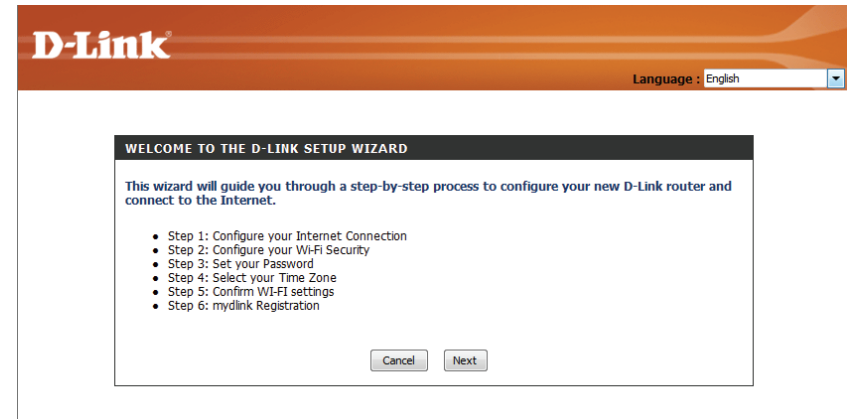 D-Link®
Language : English
WELCOME TO THE D-LINK SETUP WIZARD
This wizard will guide you through a step-by-step process to configure your new D-Link router and
connect to the Internet.
• Step 1: Configure your Internet Connection
• Step 2: Configure your Wi-Fi Security
• Step 3: Set your Password
• Step 4: Select your Time Zone
• Step 5: Confirm WI-FI settings
• Step 6: mydlink Registration
Cancel Next